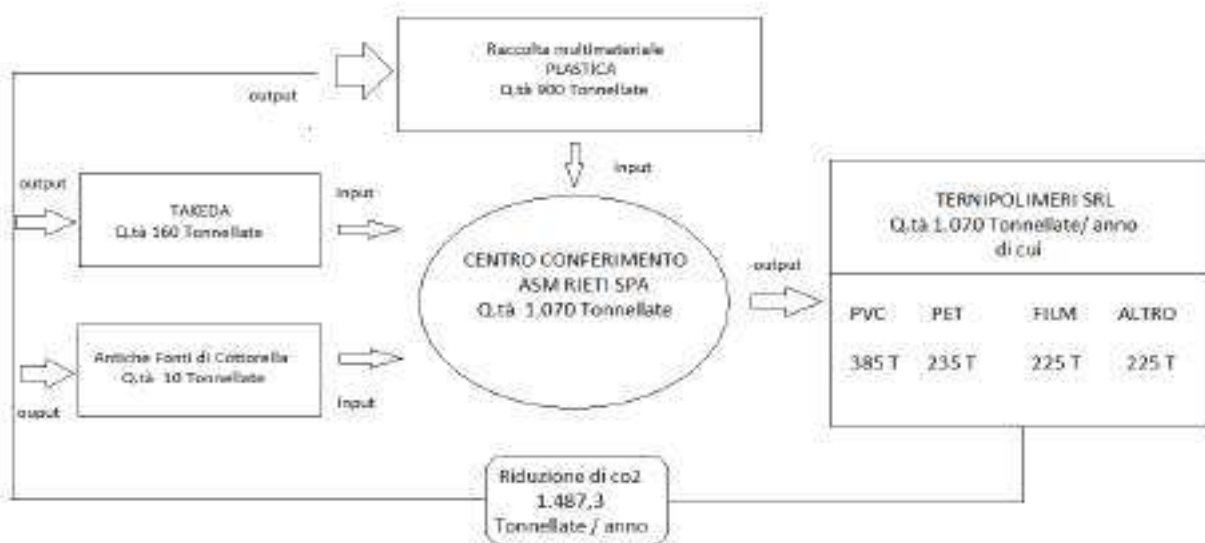 Raccolta multimateriale
PLASTICA
Q.tà 900 Tonnellate
output
input
output
TAKEDA
Q.tà 160 Tonnellate
Input
CENTRO CONFERIMENTO
ASM RIETI SPA
Q.tà 1.070 Tonnellate
output
TERNIPOLIMERI SRL
Q.tà 1.070 Tonnellate/ anno
di cui
PVC PET FILM ALTRO
385 T 235 T 225 T 225 T
Antiche Fonti di Cottorella
Q.tà 10 Tonnellate
ouput
Input
Riduzione di co2
1.487,3
Tonnellate / anno